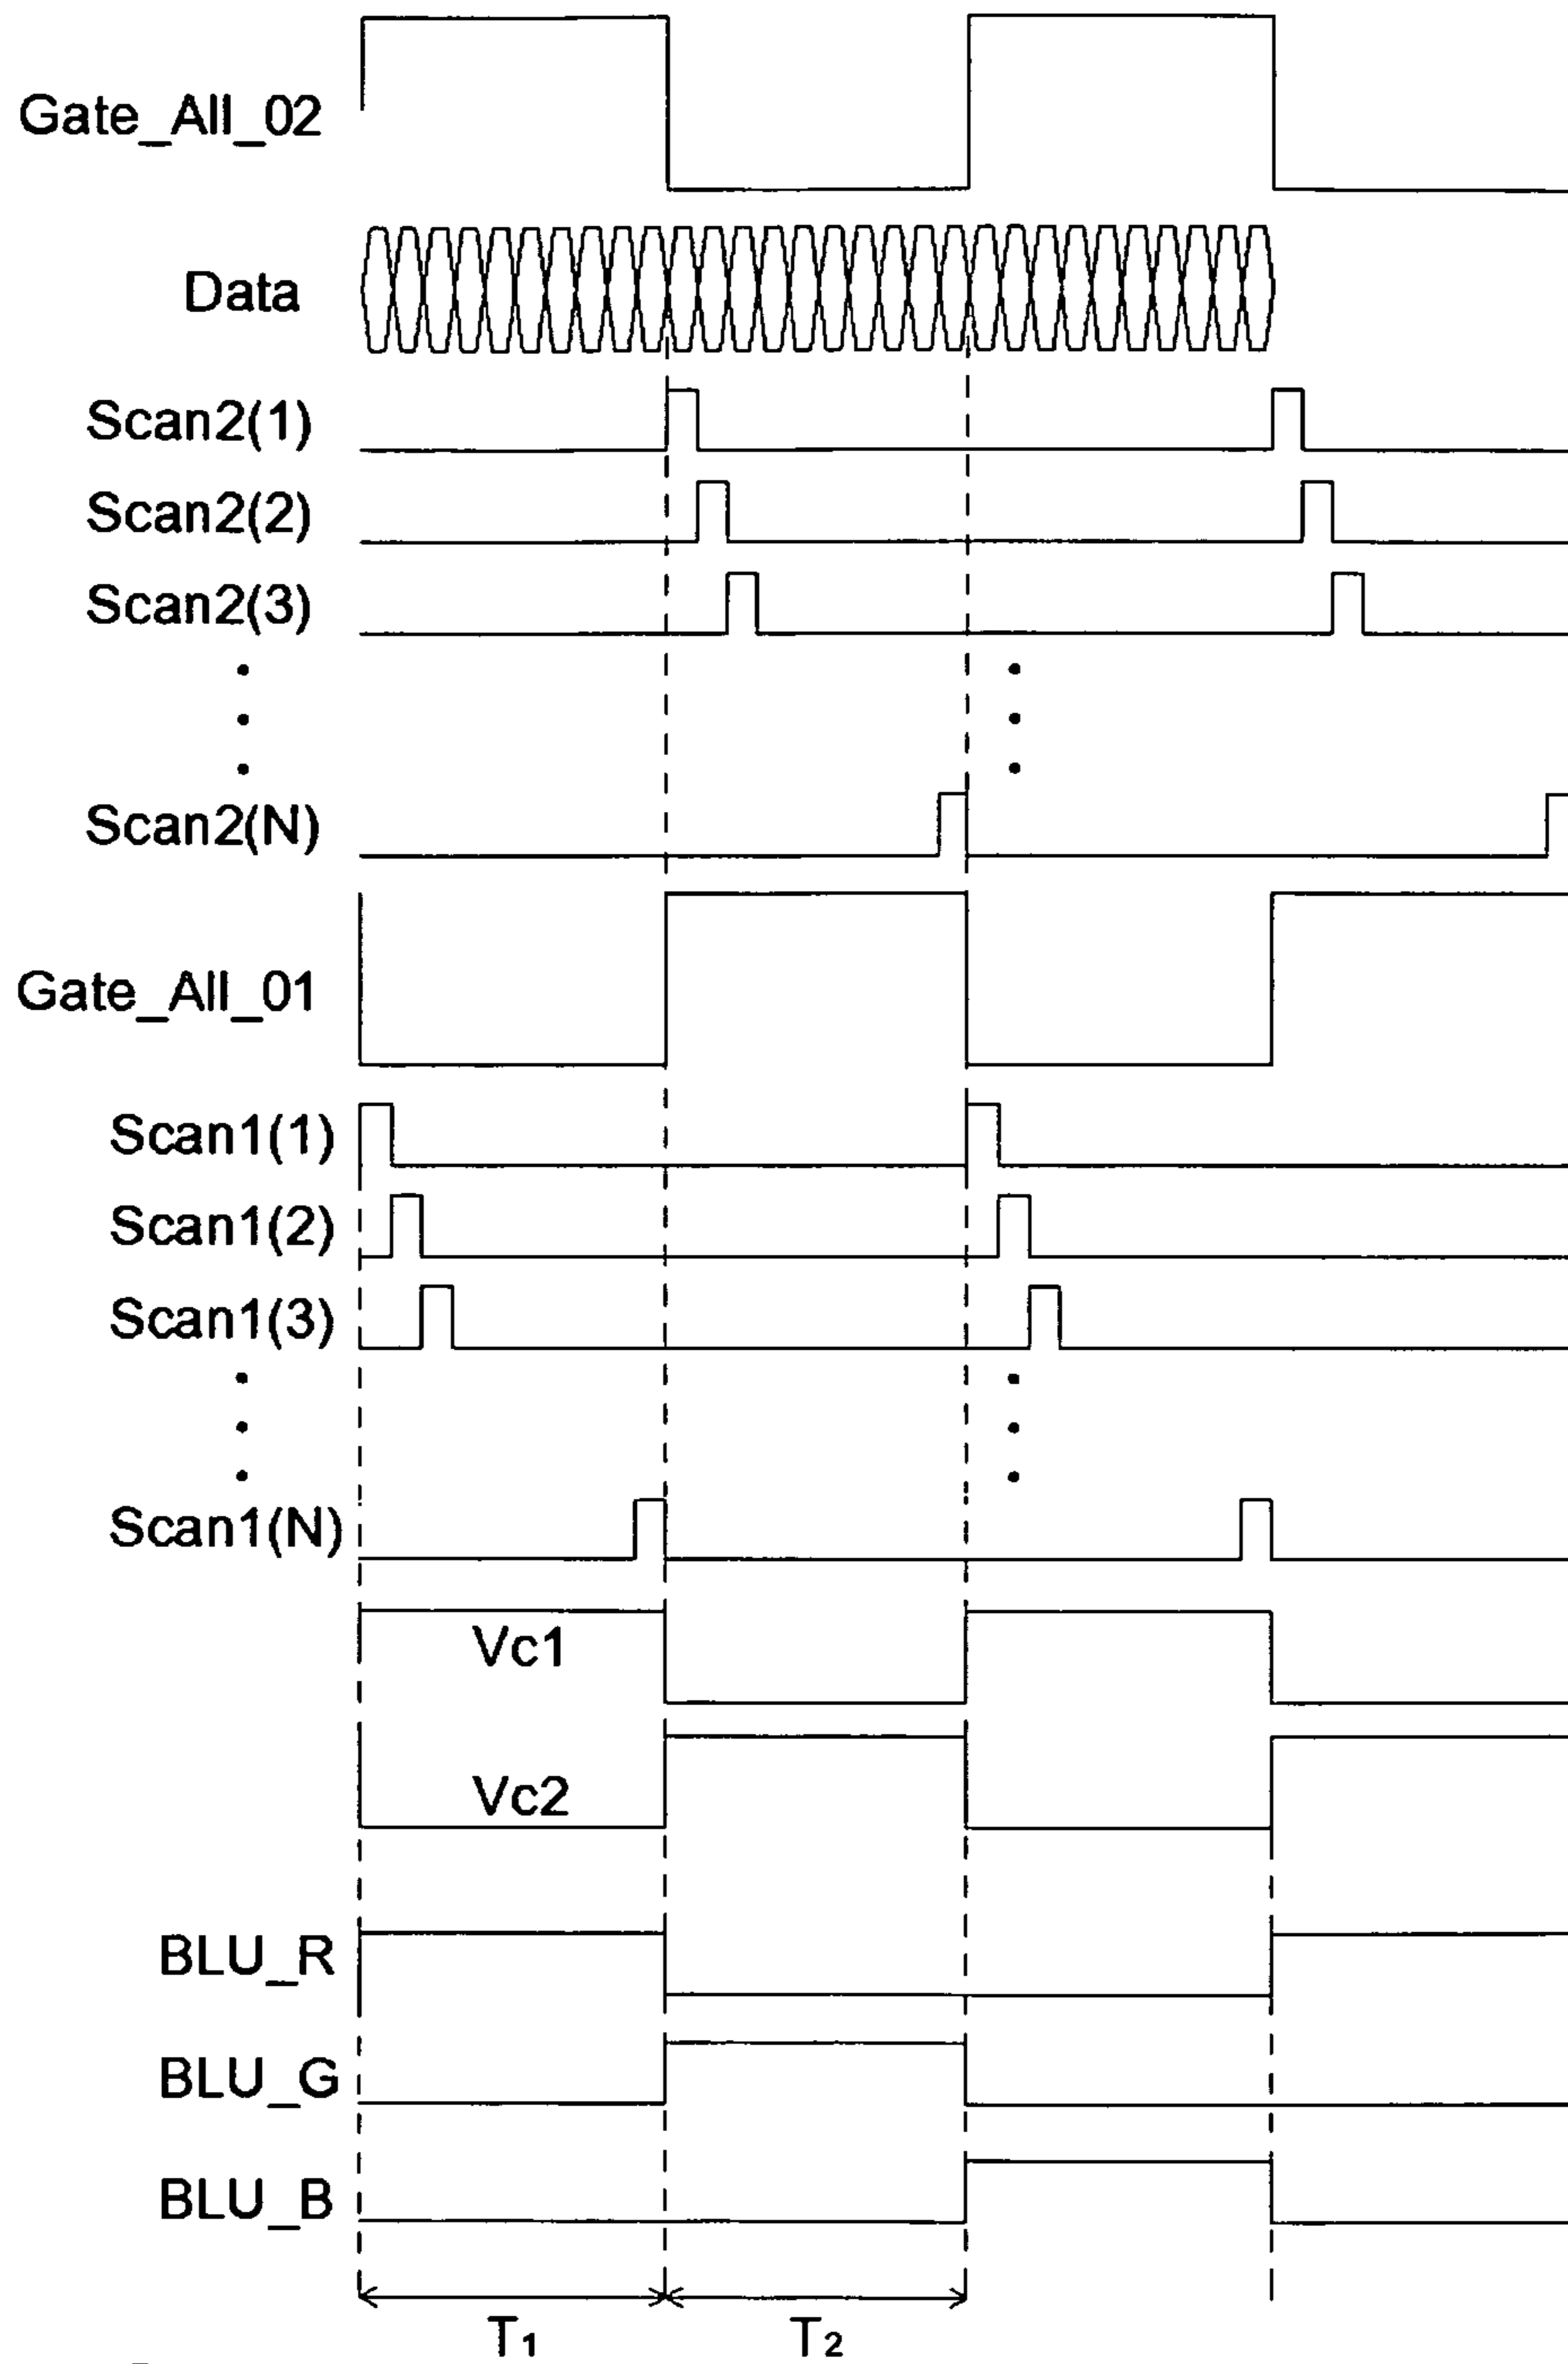 Gate_All_02
Data
Scan2(1)
Scan2(2)
Scan2(3)
Scan2(N)
Gate_All_01
Scan1(1)
Scan1(2)
Scan1(3)
Scan1(N)
Vc1
Vc2
BLU_R
BLU_G
BLU_B
T1 T2